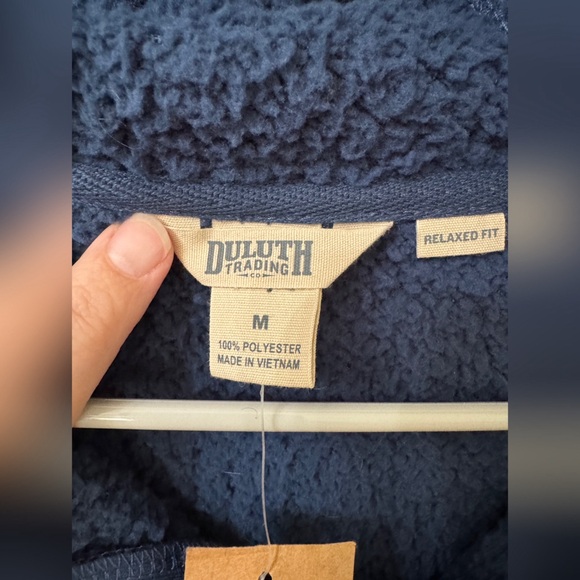 DULUTH
TRADING
CO
RELAXED FIT
M
100% POLYESTER
MADE IN VIETNAM